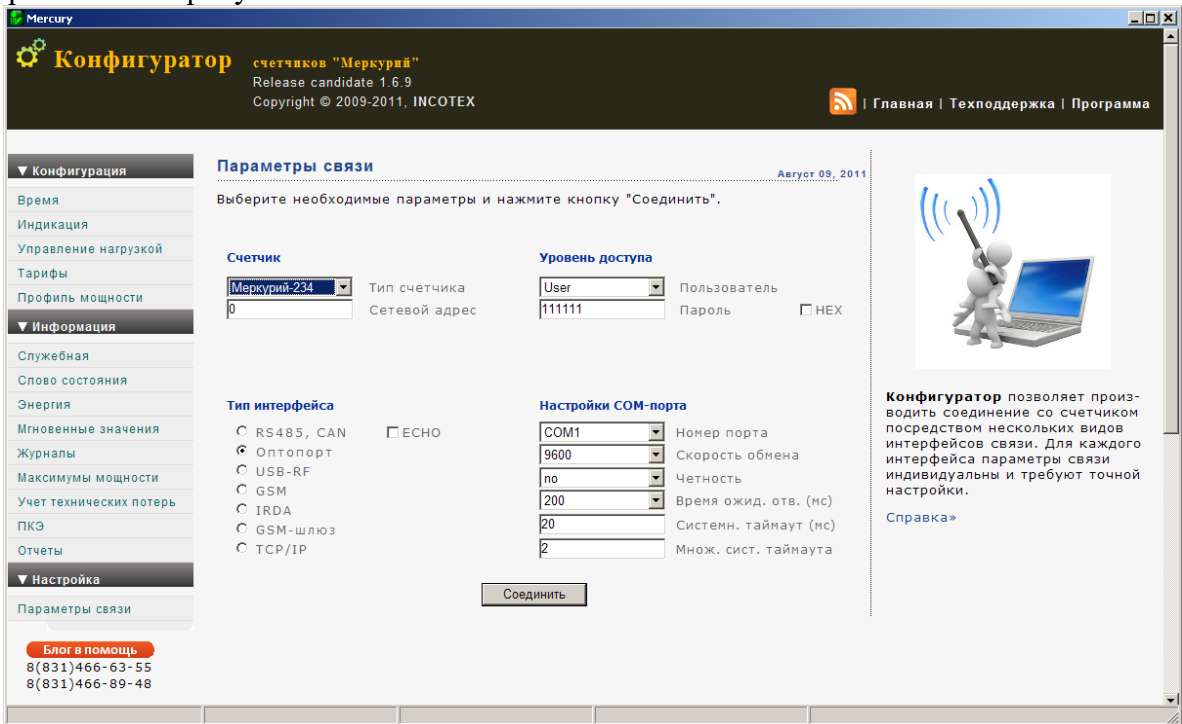 Mercury
Конфигуратор счетчиков "Меркурий"
Release candidate 1.6.9
Copyright © 2009-2011, INCOTEX
| Главная | Техподдержка | Программа
▼ Конфигурация
Время
Индикация
Управление нагрузкой
Тарифы
Профиль мощности
▼ Информация
Служебная
Слово состояния
Энергия
Мгновенные значения
Журналы
Максимумы мощности
Учет технических потерь
ПКЭ
Отчеты
▼ Настройка
Параметры связи
Блог в помощь
8(831)466-63-55
8(831)466-89-48
Параметры связи
Август 09, 2011
Выберите необходимые параметры и нажмите кнопку "Соединить".
Счетчик
Меркурий-234 Тип счетчика
0 Сетевой адрес
Уровень доступа
User Пользователь
111111 Пароль HEX
Тип интерфейса
RS485, CAN ECHO
Оптопорт
USB-RF
GSM
IRDA
GSM-шлюз
TCP/IP
Настройки COM-порта
COM1 Номер порта
9600 Скорость обмена
no Четность
200 Время ожид. отв. (мс)
20 Системн. таймаут (мс)
2 Множ. сист. таймаута
Соединить
Конфигуратор позволяет произ-
водить соединение со счетчиком
посредством нескольких видов
интерфейсов связи. Для каждого
интерфейса параметры связи
индивидуальны и требуют точной
настройки.
Справка»